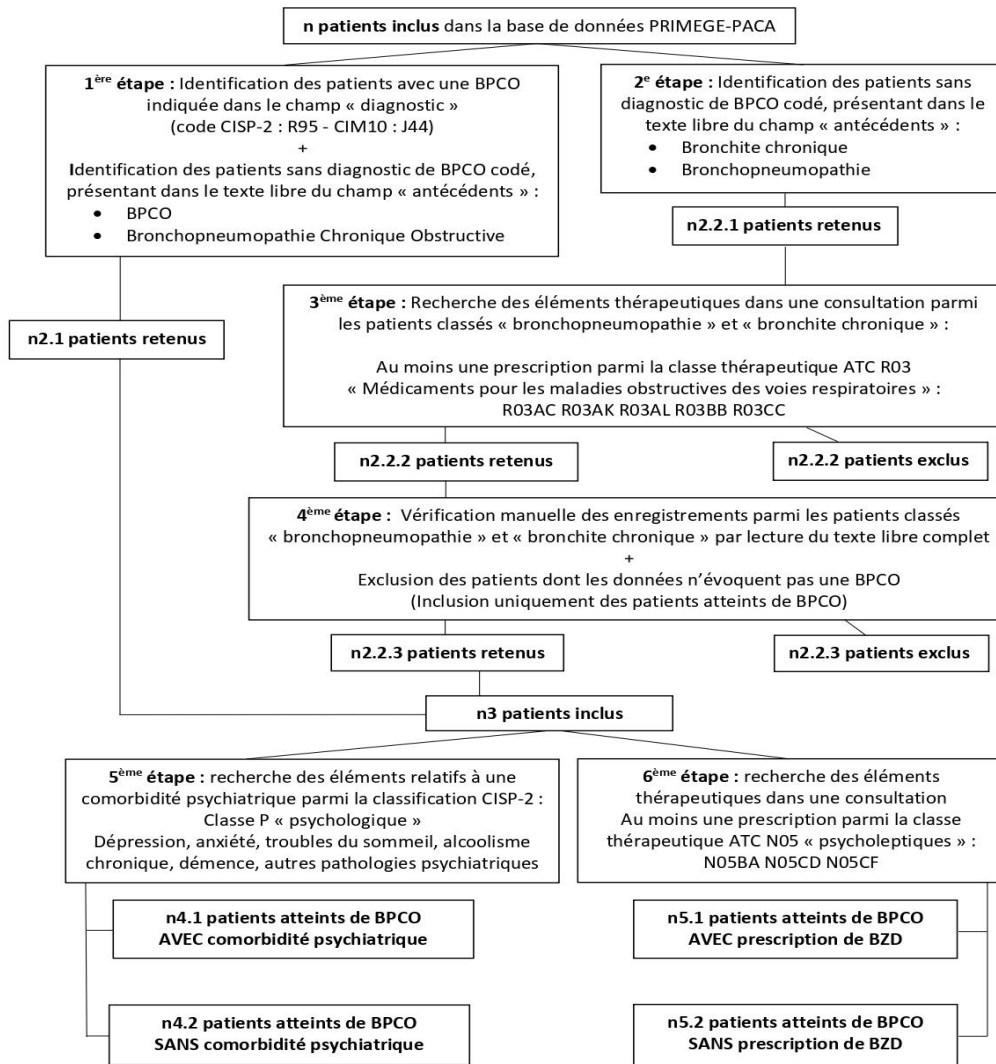 n patients inclus dans la base de données PRIMEGE-PACA
1ère étape : Identification des patients avec une BPCO
indiquée dans le champ « diagnostic »
(code CISP-2 : R95 - CIM10 : J44)
+
Identification des patients sans diagnostic de BPCO codé,
présentant dans le texte libre du champ « antécédents » :
• BPCO
• Bronchopneumopathie Chronique Obstructive
2e étape : Identification des patients sans
diagnostic de BPCO codé, présentant dans le
texte libre du champ « antécédents » :
• Bronchite chronique
• Bronchopneumopathie
n2.2.1 patients retenus
n2.1 patients retenus
3ème étape : Recherche des éléments thérapeutiques dans une consultation parmi
les patients classés « bronchopneumopathie » et « bronchite chronique » :
Au moins une prescription parmi la classe thérapeutique ATC R03
« Médicaments pour les maladies obstructives des voies respiratoires » :
R03AC R03AK R03AL R03BB R03CC
n2.2.2 patients retenus
n2.2.2 patients exclus
4ème étape : Vérification manuelle des enregistrements parmi les patients classés
« bronchopneumopathie » et « bronchite chronique » par lecture du texte libre complet
+
Exclusion des patients dont les données n’évoquent pas une BPCO
(Inclusion uniquement des patients atteints de BPCO)
n2.2.3 patients retenus
n2.2.3 patients exclus
n3 patients inclus
5ème étape : recherche des éléments relatifs à une
comorbidité psychiatrique parmi la classification CISP-2 :
Classe P « psychologique »
Dépression, anxiété, troubles du sommeil, alcoolisme
chronique, démence, autres pathologies psychiatriques
6ème étape : recherche des éléments
thérapeutiques dans une consultation
Au moins une prescription parmi la classe
thérapeutique ATC N05 « psycholeptiques » :
N05BA N05CD N05CF
n4.1 patients atteints de BPCO
AVEC comorbidité psychiatrique
n5.1 patients atteints de BPCO
AVEC prescription de BZD
n4.2 patients atteints de BPCO
SANS comorbidité psychiatrique
n5.2 patients atteints de BPCO
SANS prescription de BZD